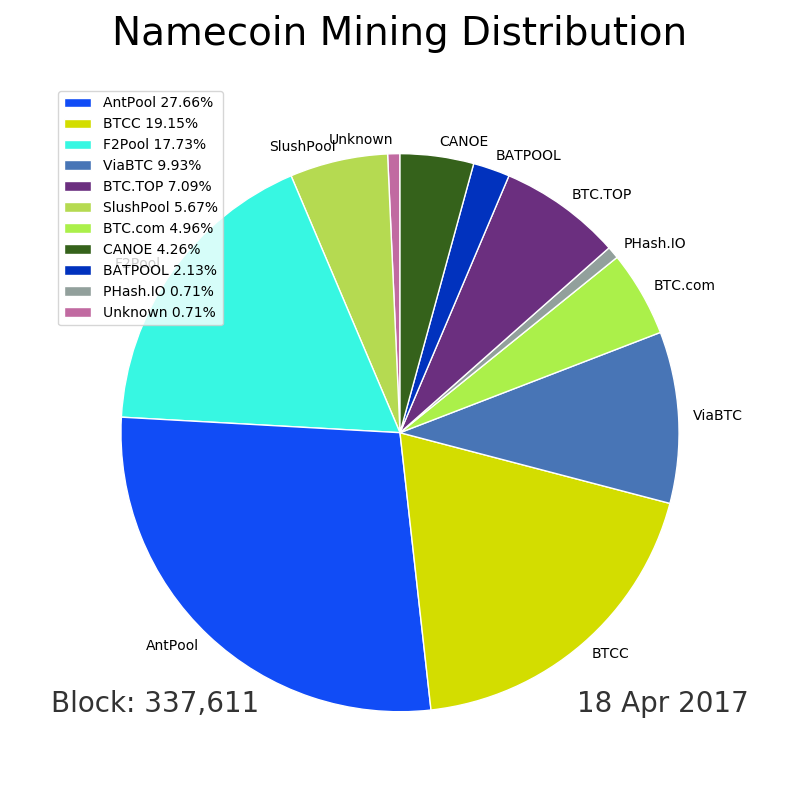 Namecoin Mining Distribution
AntPool 27.66%
BTCC 19.15%
F2Pool 17.73%
ViaBTC 9.93%
BTC.TOP 7.09%
SlushPool 5.67%
BTC.com 4.96%
CANOE 4.26%
BATPOOL 2.13%
PHash.IO 0.71%
Unknown 0.71%
Unknown
CANOE
SlushPool
BATPOOL
BTC.TOP
PHash.IO
F2Pool
BTC.com
ViaBTC
AntPool
BTCC
Block: 337,611
18 Apr 2017